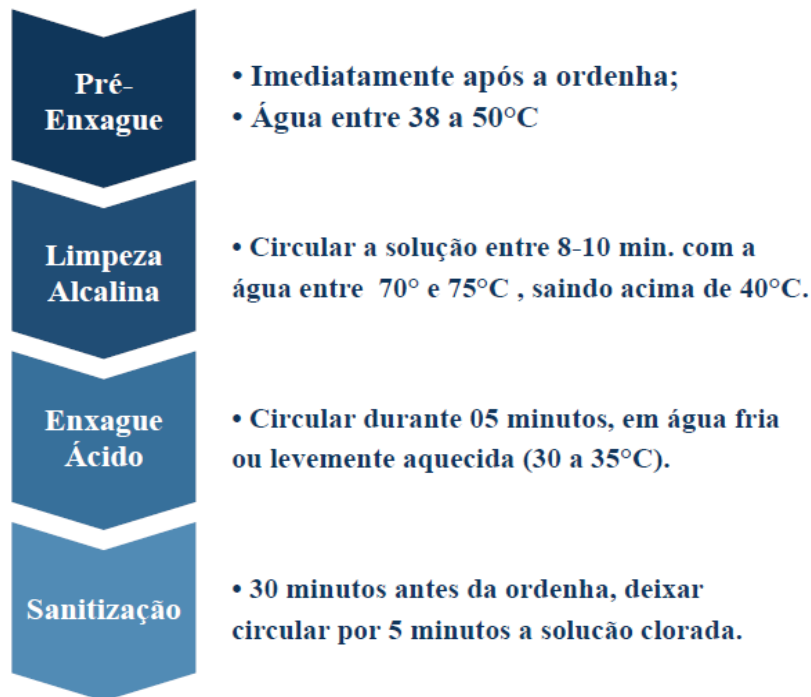 Pré-
Enxague
• Imediatamente após a ordenha;
• Água entre 38 a 50°C
Limpeza
Alcalina
• Circular a solução entre 8-10 min. com a
água entre 70° e 75°C , saindo acima de 40°C.
Enxague
Ácido
• Circular durante 05 minutos, em água fria
ou levemente aquecida (30 a 35°C).
Sanitização
• 30 minutos antes da ordenha, deixar
circular por 5 minutos a solucão clorada.